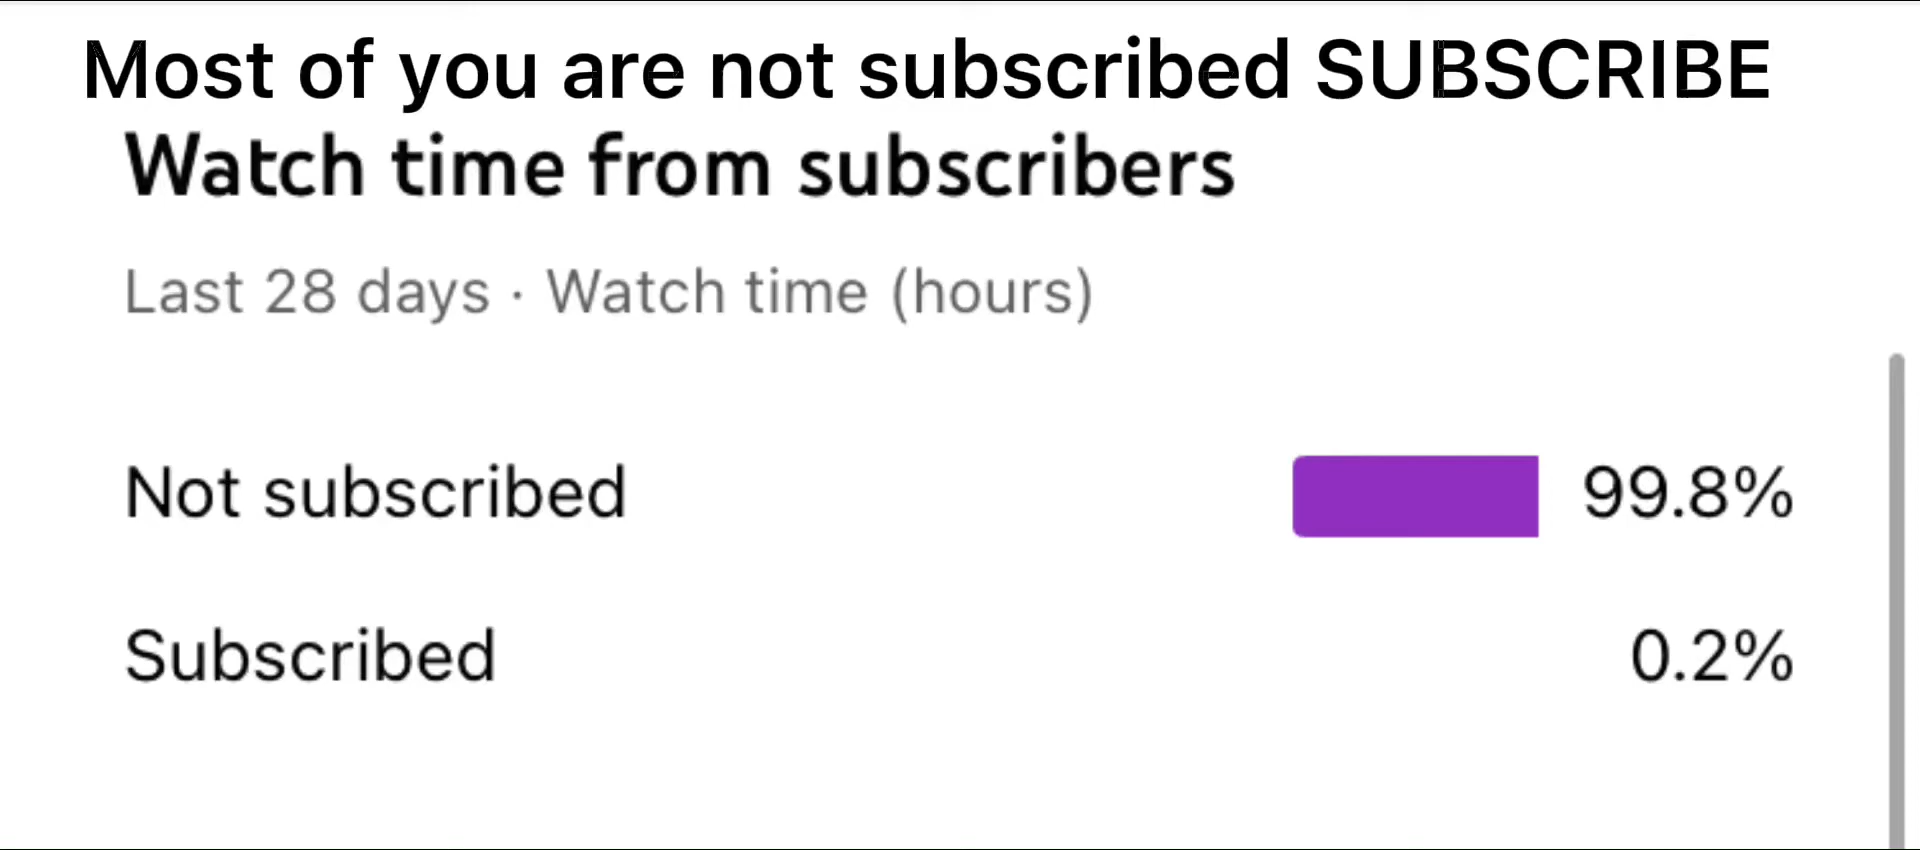 Most of you are not subscribed SUBSCRIBE
Watch time from subscribers
Last 28 days · Watch time (hours)
Not subscribed 99.8%
Subscribed 0.2%